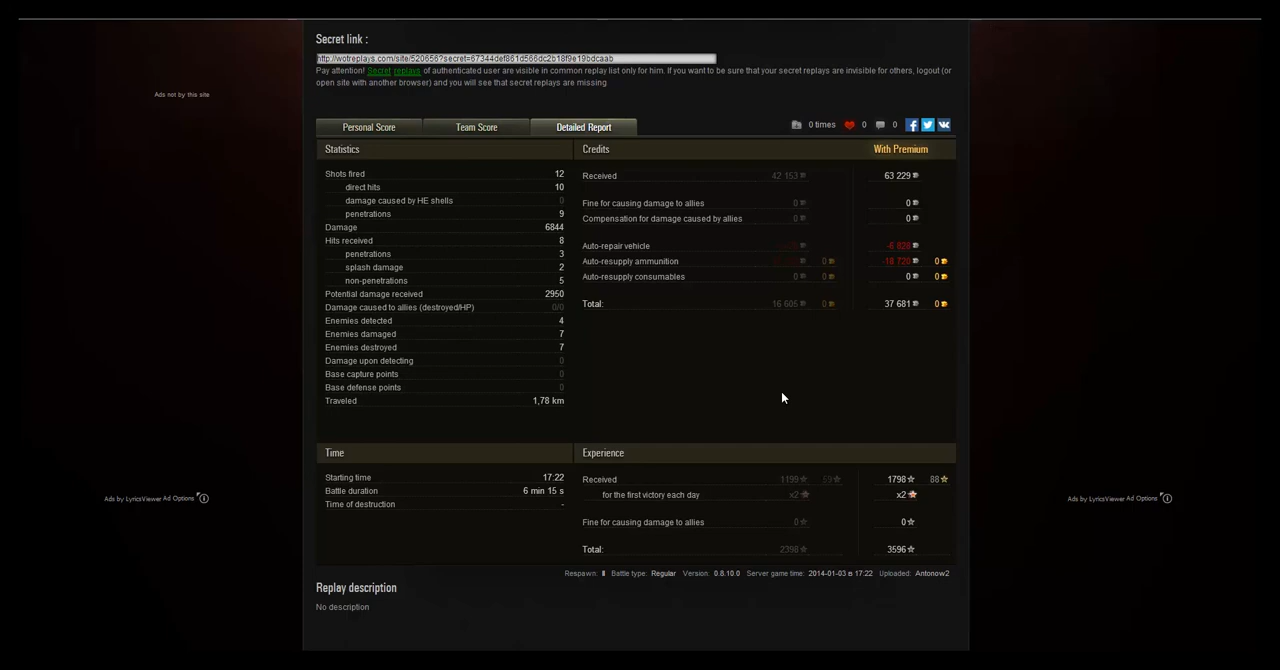 Secret link :
http://wotreplays.com/site/520656?secret=67344def861d566dc2b18f9e19bdcaab
Pay attention! Secret replays of authenticated user are visible in common replay list only for him. If you want to be sure that your secret replays are invisible for others, logout (or
open site with another browser) and you will see that secret replays are missing
Ads not by this site
Personal Score Team Score Detailed Report 0 times 0 0
Statistics
Shots fired 12
direct hits 10
damage caused by HE shells 0
penetrations 9
Damage 6844
Hits received 8
penetrations 3
splash damage 2
non-penetrations 5
Potential damage received 2950
Damage caused to allies (destroyed/HP) 0/0
Enemies detected 4
Enemies damaged 7
Enemies destroyed 7
Damage upon detecting 0
Base capture points 0
Base defense points 0
Traveled 1,78 km
Credits With Premium
Received 42 153 63 229
Fine for causing damage to allies 0 0
Compensation for damage caused by allies 0 0
Auto-repair vehicle -6 828
Auto-resupply ammunition 0 -18 720 0
Auto-resupply consumables 0 0 0 0
Total: 16 605 0 37 681 0
Time
Starting time 17:22
Battle duration 6 min 15 s
Time of destruction -
Experience
Received 1199 59 1798 88
for the first victory each day x2 x2
Fine for causing damage to allies 0 0
Total: 2398 3596
Ads by LyricsViewer Ad Options
Ads by LyricsViewer Ad Options
Respawn: II Battle type: Regular Version: 0.8.10.0 Server game time: 2014-01-03 в 17:22 Uploaded: Antonow2
Replay description
No description